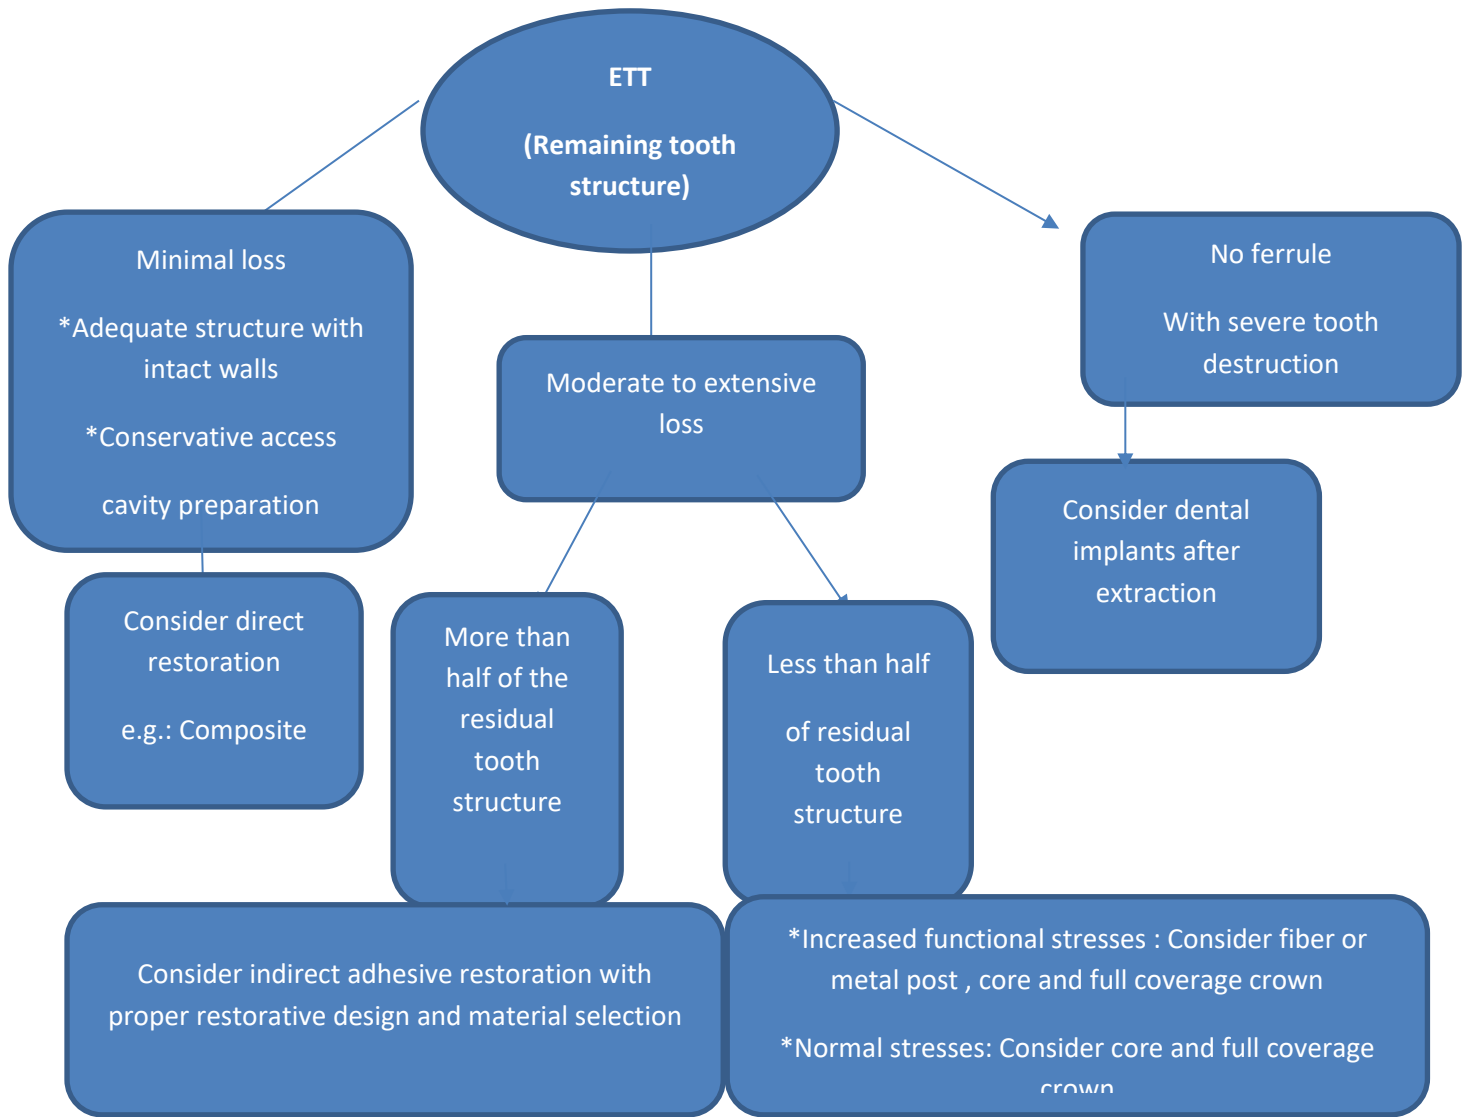 ETT
(Remaining tooth
structure)
Minimal loss
*Adequate structure with
intact walls
*Conservative access
cavity preparation
No ferrule
With severe tooth
destruction
Moderate to extensive
loss
Consider dental
implants after
extraction
Consider direct
restoration
e.g.: Composite
More than
half of the
residual
tooth
structure
Less than half
of residual
tooth
structure
Consider indirect adhesive restoration with
proper restorative design and material selection
*Increased functional stresses : Consider fiber or
metal post , core and full coverage crown
*Normal stresses: Consider core and full coverage
crown